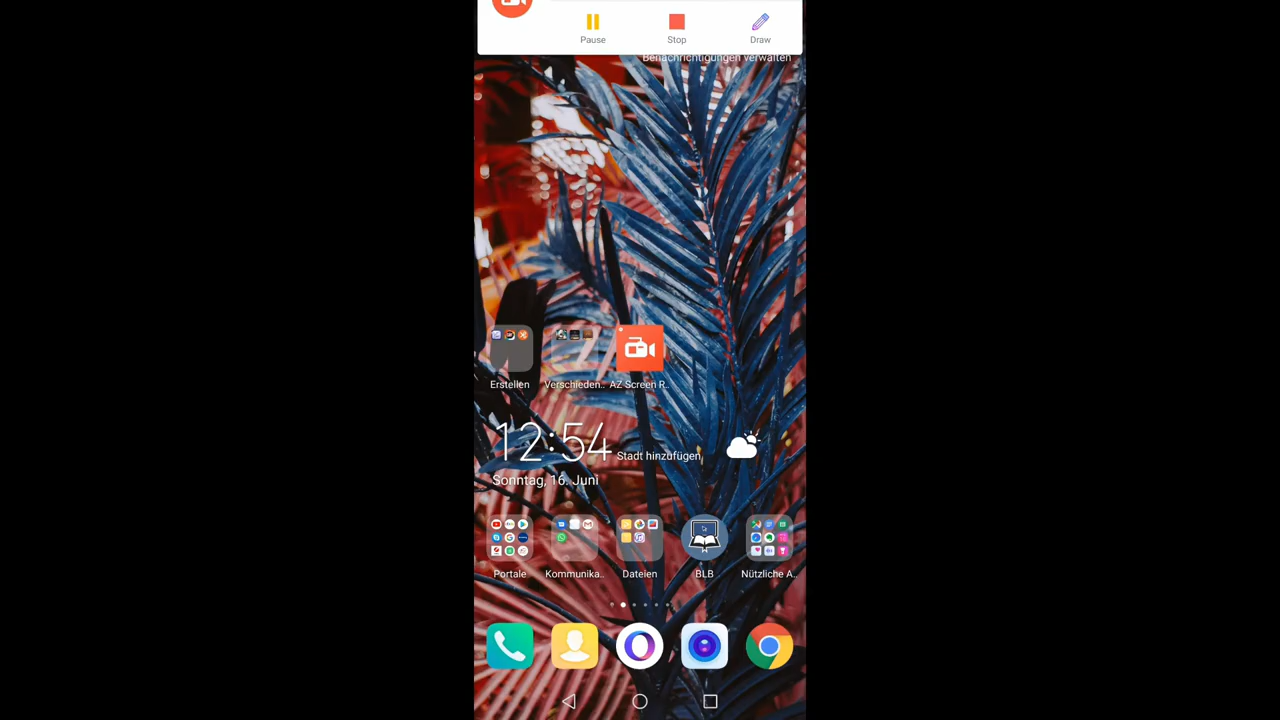 Pause
Stop
Draw
Benachrichtigungen verwalten
Erstellen
Verschieden..
AZ Screen R..
12:54
Stadt hinzufügen
Sonntag, 16. Juni
Portale
Kommunika..
Dateien
BLB
Nützliche A..